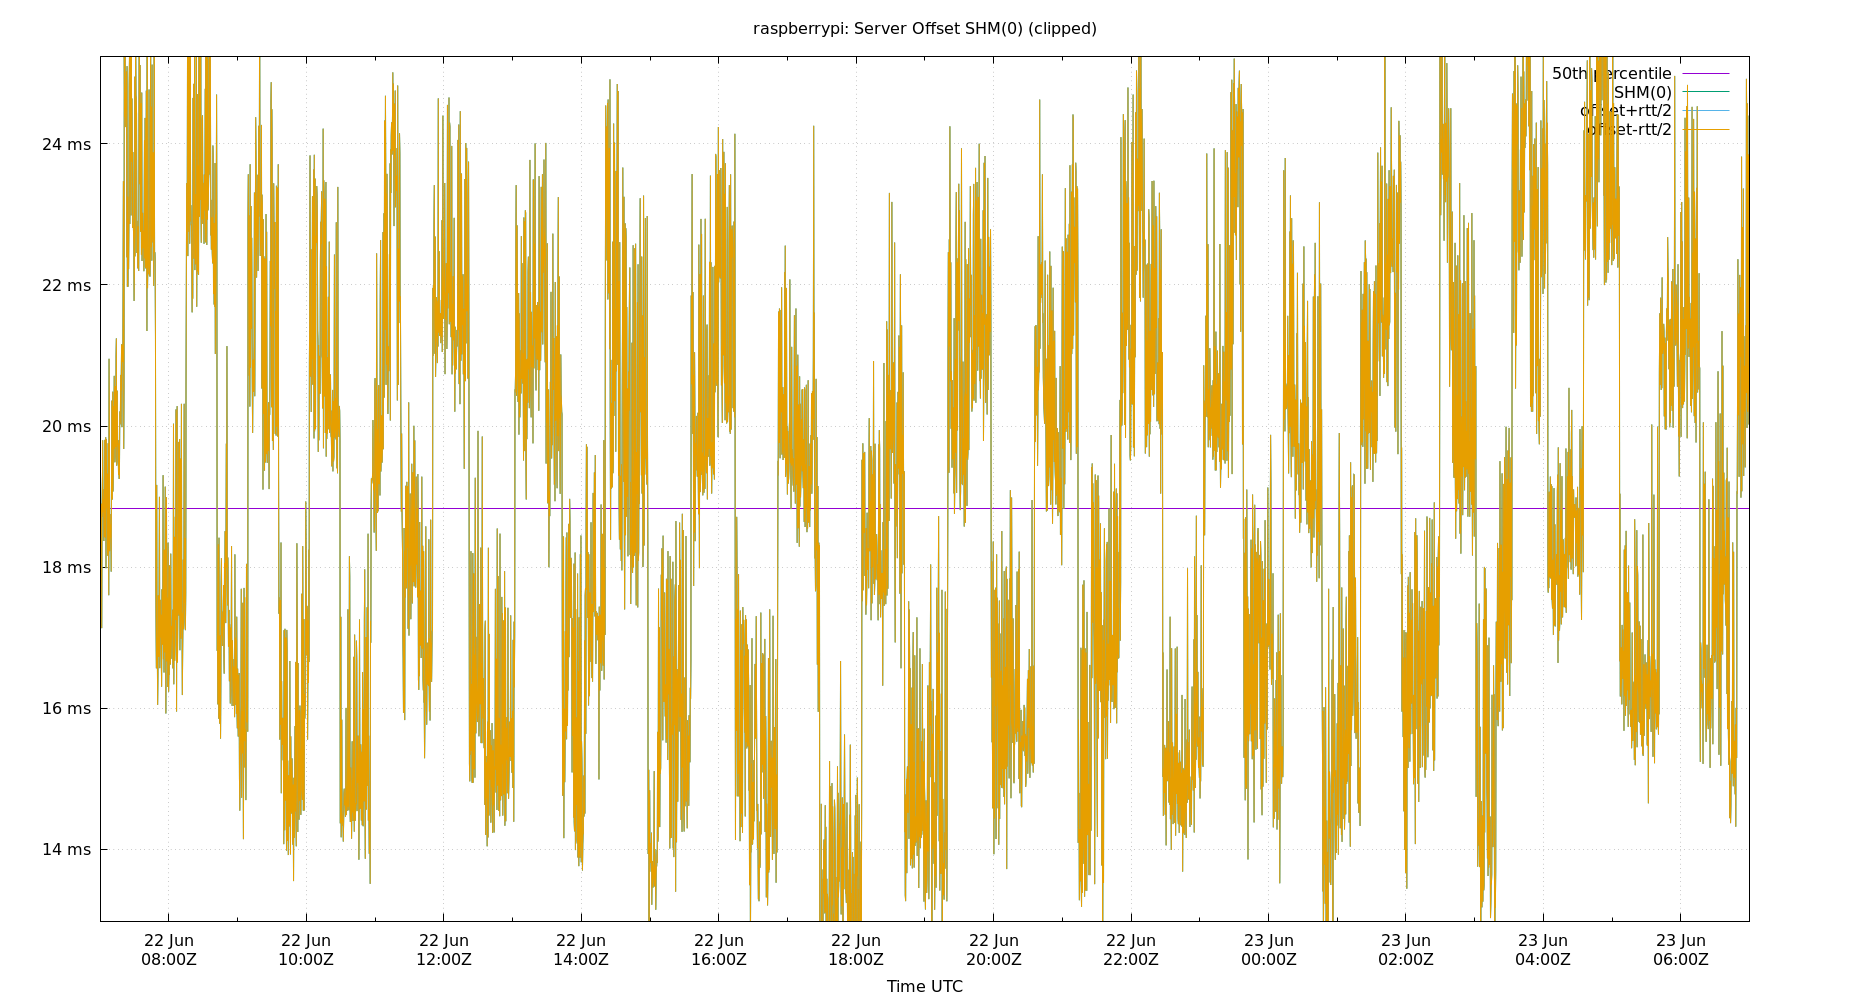 raspberrypi: Server Offset SHM(0) (clipped)
50th percentile
SHM(0)
offset+rtt/2
offset-rtt/2
24 ms
22 ms
20 ms
18 ms
16 ms
14 ms
22 Jun 22 Jun 22 Jun 22 Jun 22 Jun 22 Jun 22 Jun 22 Jun 23 Jun 23 Jun 23 Jun 23 Jun
08:00Z 10:00Z 12:00Z 14:00Z 16:00Z 18:00Z 20:00Z 22:00Z 00:00Z 02:00Z 04:00Z 06:00Z
Time UTC